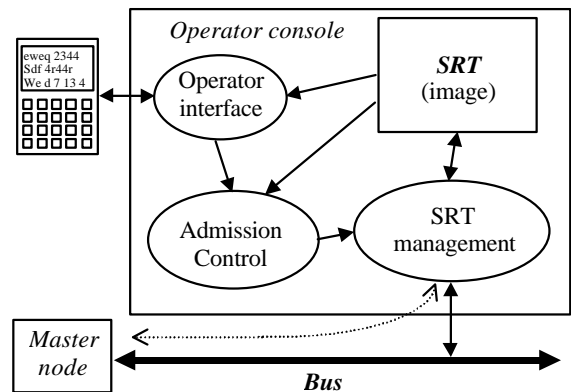 Operator console
eweq 2344
Sdf 4r44r
We d 7 13 4
Operator
interface
SRT
(image)
Admission
Control
SRT
management
Master
node
Bus